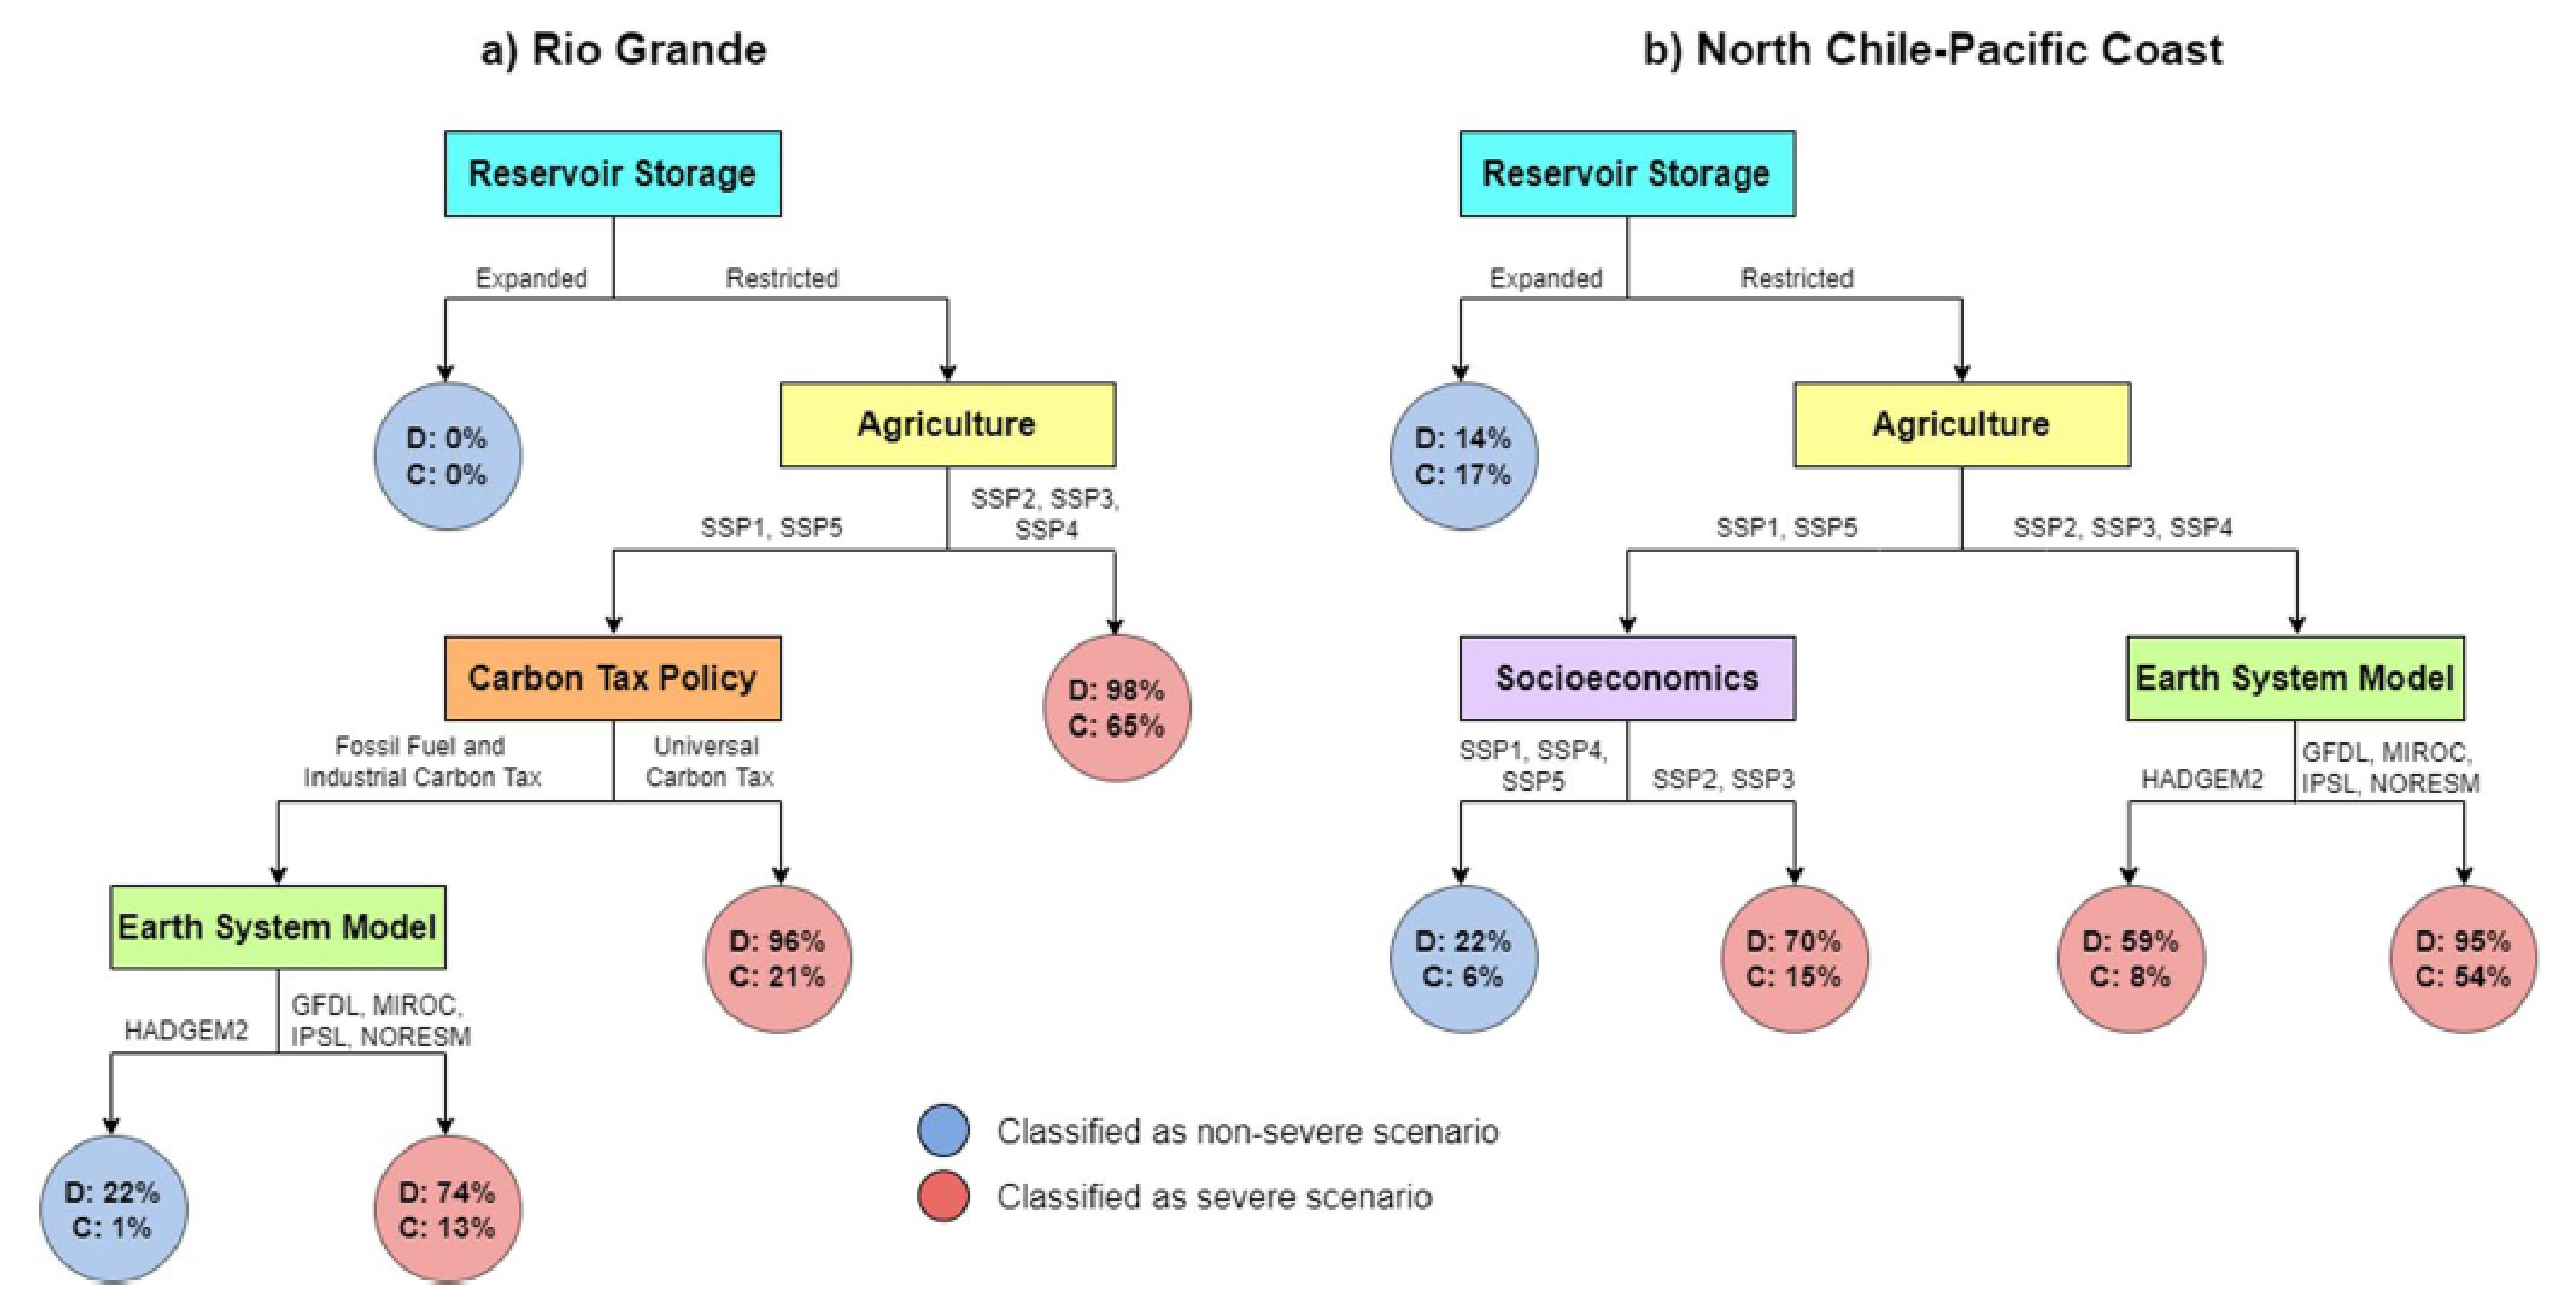 a) Rio Grande
Reservoir Storage
Expanded
Restricted
D: 0%
C: 0%
Agriculture
SSP1, SSP5
SSP2, SSP3,
SSP4
Carbon Tax Policy
D: 98%
C: 65%
Fossil Fuel and
Industrial Carbon Tax
Universal
Carbon Tax
Earth System Model
D: 96%
C: 21%
HADGEM2
GFDL, MIROC,
IPSL, NORESM
D: 22%
C: 1%
D: 74%
C: 13%
b) North Chile-Pacific Coast
Reservoir Storage
Expanded
Restricted
D: 14%
C: 17%
Agriculture
SSP1, SSP5
SSP2, SSP3, SSP4
Socioeconomics
Earth System Model
SSP1, SSP4,
SSP5
SSP2, SSP3
HADGEM2
GFDL, MIROC,
IPSL, NORESM
D: 22%
C: 6%
D: 70%
C: 15%
D: 59%
C: 8%
D: 95%
C: 54%
Classified as non-severe scenario
Classified as severe scenario